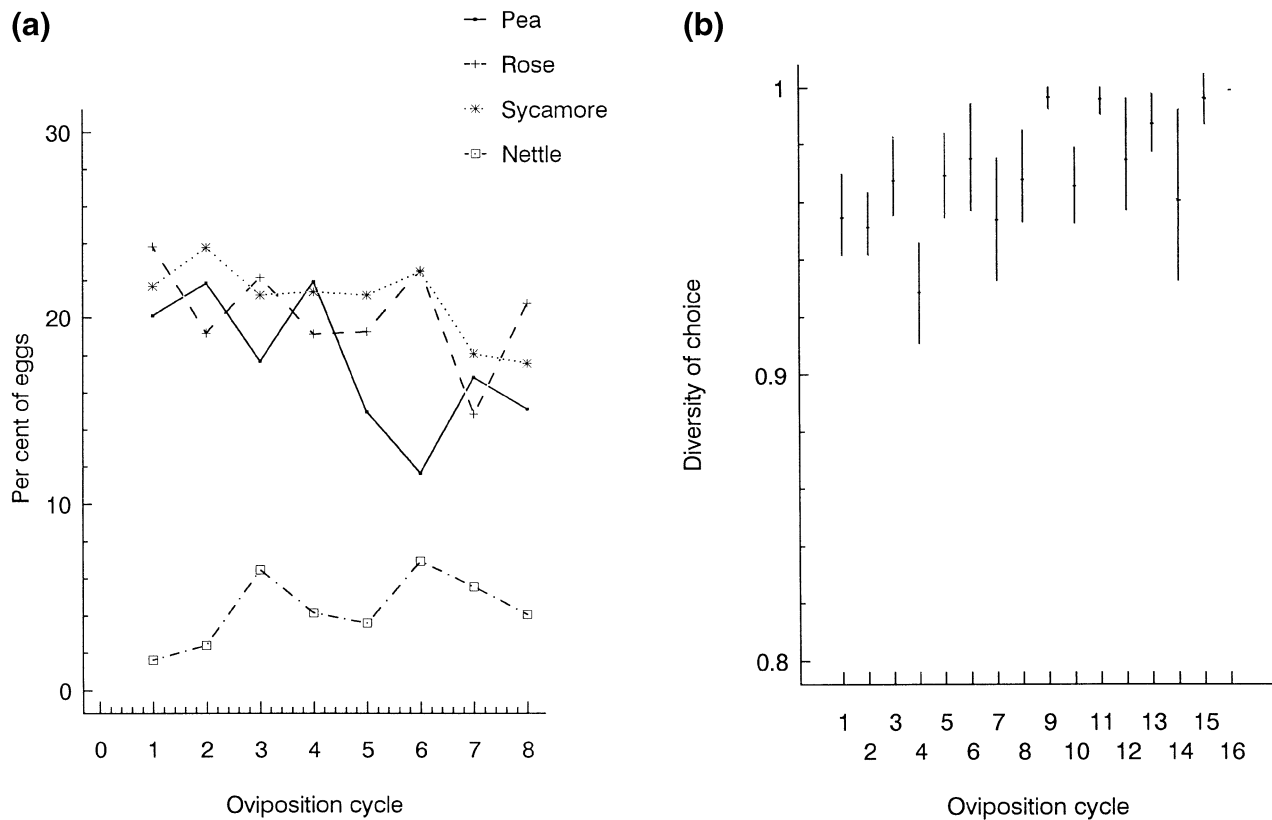 (a)
Pea
Rose
Sycamore
Nettle
30
20
10
0
Per cent of eggs
0 1 2 3 4 5 6 7 8
Oviposition cycle
(b)
1
0.9
0.8
Diversity of choice
1 3 5 7 9 11 13 15
2 4 6 8 10 12 14 16
Oviposition cycle